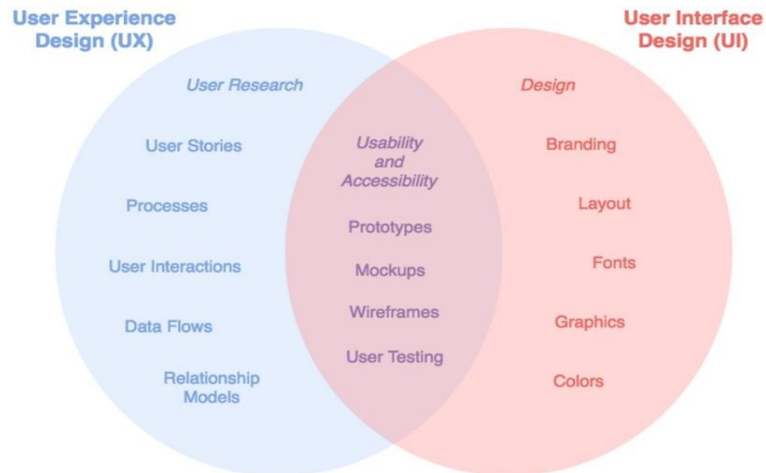 User Experience
Design (UX)
User Interface
Design (UI)
User Research
User Stories
Processes
User Interactions
Data Flows
Relationship
Models
Usability
and
Accessibility
Prototypes
Mockups
Wireframes
User Testing
Design
Branding
Layout
Fonts
Graphics
Colors